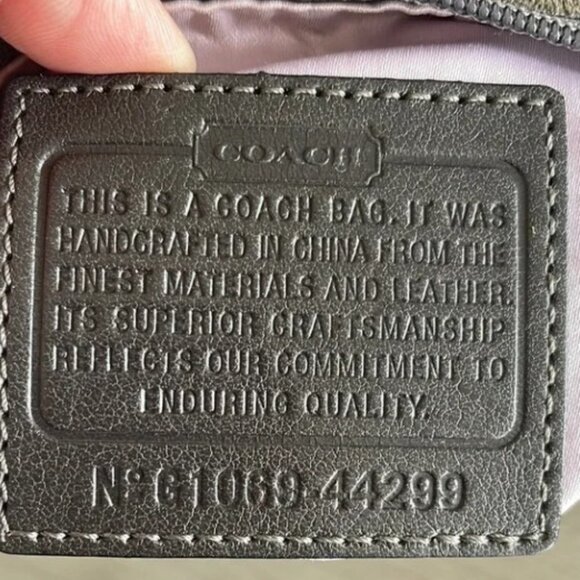 COACH
THIS IS A COACH BAG. IT WAS
HANDCRAFTED IN CHINA FROM THE
FINEST MATERIALS AND LEATHER.
ITS SUPERIOR CRAFTSMANSHIP
REFLECTS OUR COMMITMENT TO
ENDURING QUALITY.
Nº G1069-44299